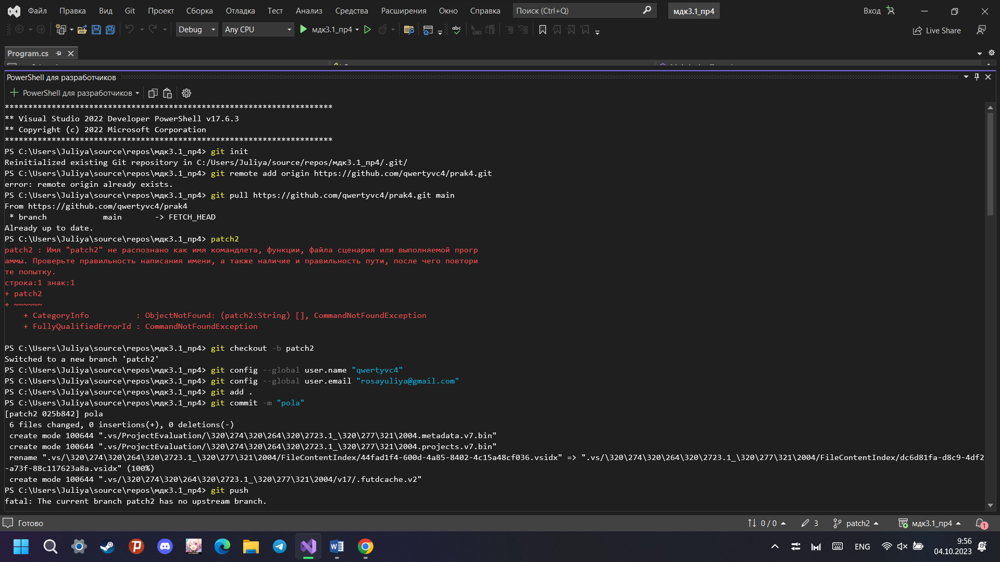 Файл Правка Вид Git Проект Сборка Отладка Тест Анализ Средства Расширения Окно Справка Поиск (Ctrl+Q) мдк3.1_пр4 Вход
Debug Any CPU мдк3.1_пр4 Live Share
Program.cs
PowerShell для разработчиков
PowerShell для разработчиков
**********************************************************************
** Visual Studio 2022 Developer PowerShell v17.6.3
** Copyright (c) 2022 Microsoft Corporation
**********************************************************************
PS C:\Users\Juliya\source\repos\мдк3.1_пр4> git init
Reinitialized existing Git repository in C:/Users/Juliya/source/repos/мдк3.1_пр4/.git/
PS C:\Users\Juliya\source\repos\мдк3.1_пр4> git remote add origin https://github.com/qwertyvc4/prak4.git
error: remote origin already exists.
PS C:\Users\Juliya\source\repos\мдк3.1_пр4> git pull https://github.com/qwertyvc4/prak4.git main
From https://github.com/qwertyvc4/prak4
 * branch            main       -> FETCH_HEAD
Already up to date.
PS C:\Users\Juliya\source\repos\мдк3.1_пр4> patch2
patch2 : Имя "patch2" не распознано как имя командлета, функции, файла сценария или выполняемой прогр
аммы. Проверьте правильность написания имени, а также наличие и правильность пути, после чего повтори
те попытку.
строка:1 знак:1
+ patch2
+ ~~~~~~
    + CategoryInfo          : ObjectNotFound: (patch2:String) [], CommandNotFoundException
    + FullyQualifiedErrorId : CommandNotFoundException
PS C:\Users\Juliya\source\repos\мдк3.1_пр4> git checkout -b patch2
Switched to a new branch 'patch2'
PS C:\Users\Juliya\source\repos\мдк3.1_пр4> git config --global user.name "qwertyvc4"
PS C:\Users\Juliya\source\repos\мдк3.1_пр4> git config --global user.email "rosayuliya@gmail.com"
PS C:\Users\Juliya\source\repos\мдк3.1_пр4> git add .
PS C:\Users\Juliya\source\repos\мдк3.1_пр4> git commit -m "pola"
[patch2 025b842] pola
 6 files changed, 0 insertions(+), 0 deletions(-)
 create mode 100644 ".vs/ProjectEvaluation/\320\274\320\264\320\2723.1_\320\277\321\2004.metadata.v7.bin"
 create mode 100644 ".vs/ProjectEvaluation/\320\274\320\264\320\2723.1_\320\277\321\2004.projects.v7.bin"
 rename ".vs/\320\274\320\264\320\2723.1_\320\277\321\2004/FileContentIndex/44fad1f4-600d-4a85-8402-4c15a48cf036.vsidx" => ".vs/\320\274\320\264\320\2723.1_\320\277\321\2004/FileContentIndex/dc6d81fa-d8c9-4df2
-a73f-88c117623a8a.vsidx" (100%)
 create mode 100644 ".vs/\320\274\320\264\320\2723.1_\320\277\321\2004/v17/.futdcache.v2"
PS C:\Users\Juliya\source\repos\мдк3.1_пр4> git push
fatal: The current branch patch2 has no upstream branch.
Готово 0 / 0 3 patch2 мдк3.1_пр4 1
ENG 9:56
04.10.2023